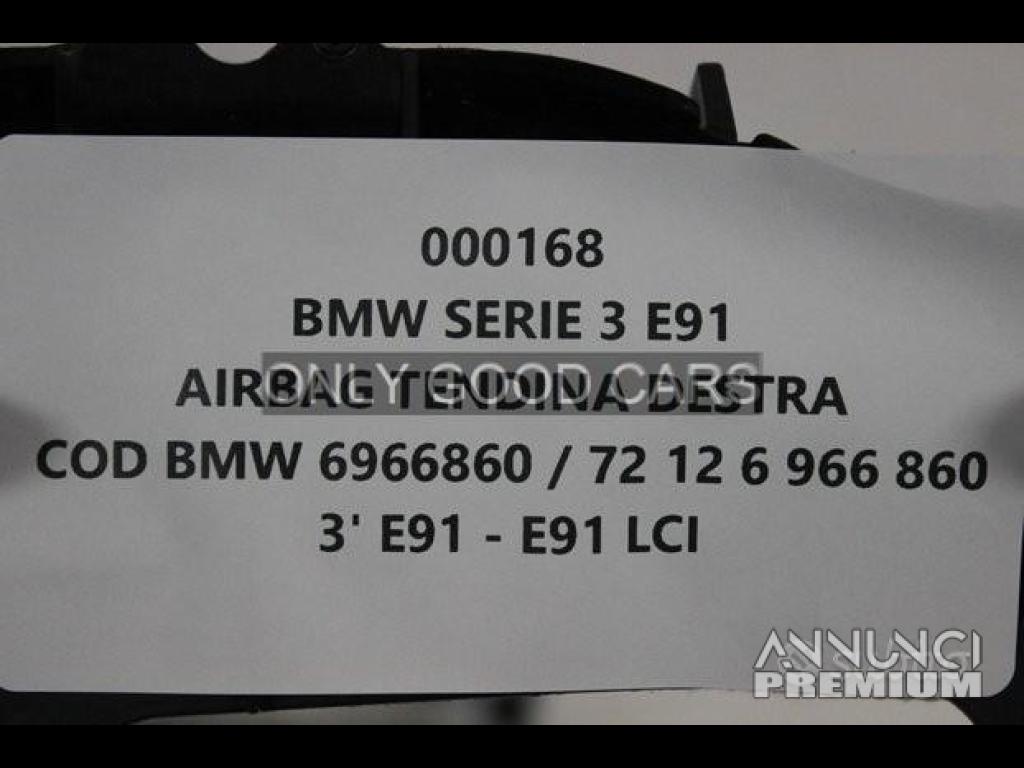 000168
BMW SERIE 3 E91
AIRBAG TENDINA DESTRA
ONLY GOOD CARS
COD BMW 6966860 / 72 12 6 966 860
3' E91 - E91 LCI
ANNUNCI
PREMIUM